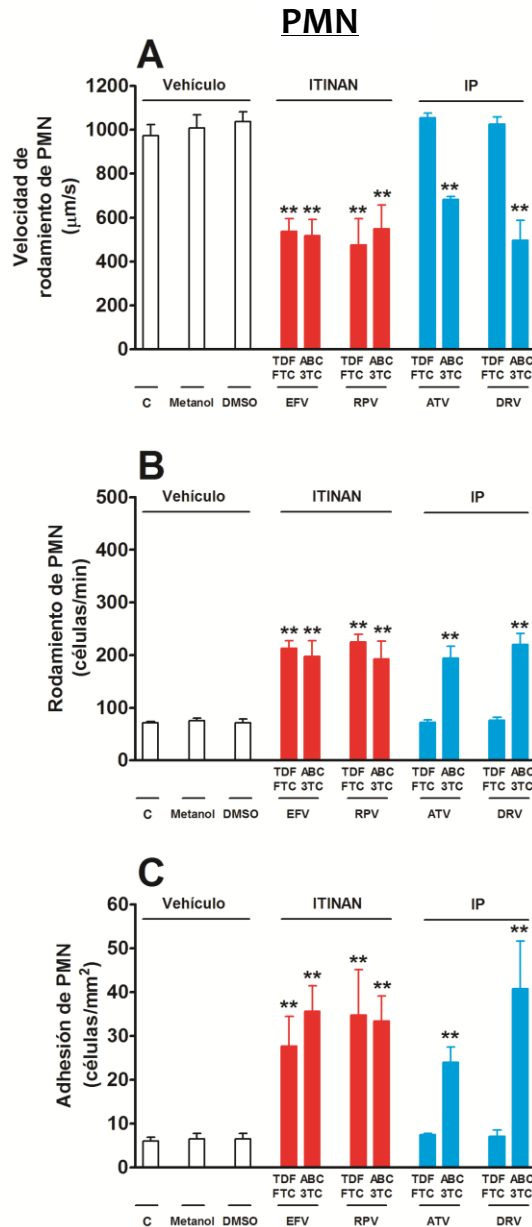 PMN
A
Vehículo ITINAN IP
Velocidad de
rodamiento de PMN
(µm/s)
1200
1000
800
600
400
200
0
** ** ** ** ** **
TDF ABC TDF ABC TDF ABC TDF ABC
FTC 3TC FTC 3TC FTC 3TC FTC 3TC
C Metanol DMSO EFV RPV ATV DRV
B
Vehículo ITINAN IP
Rodamiento de PMN
(células/min)
500
400
300
200
100
0
** ** ** ** ** **
TDF ABC TDF ABC TDF ABC TDF ABC
FTC 3TC FTC 3TC FTC 3TC FTC 3TC
C Metanol DMSO EFV RPV ATV DRV
C
Vehículo ITINAN IP
Adhesión de PMN
(células/mm²)
60
50
40
30
20
10
0
** ** ** ** ** **
TDF ABC TDF ABC TDF ABC TDF ABC
FTC 3TC FTC 3TC FTC 3TC FTC 3TC
C Metanol DMSO EFV RPV ATV DRV